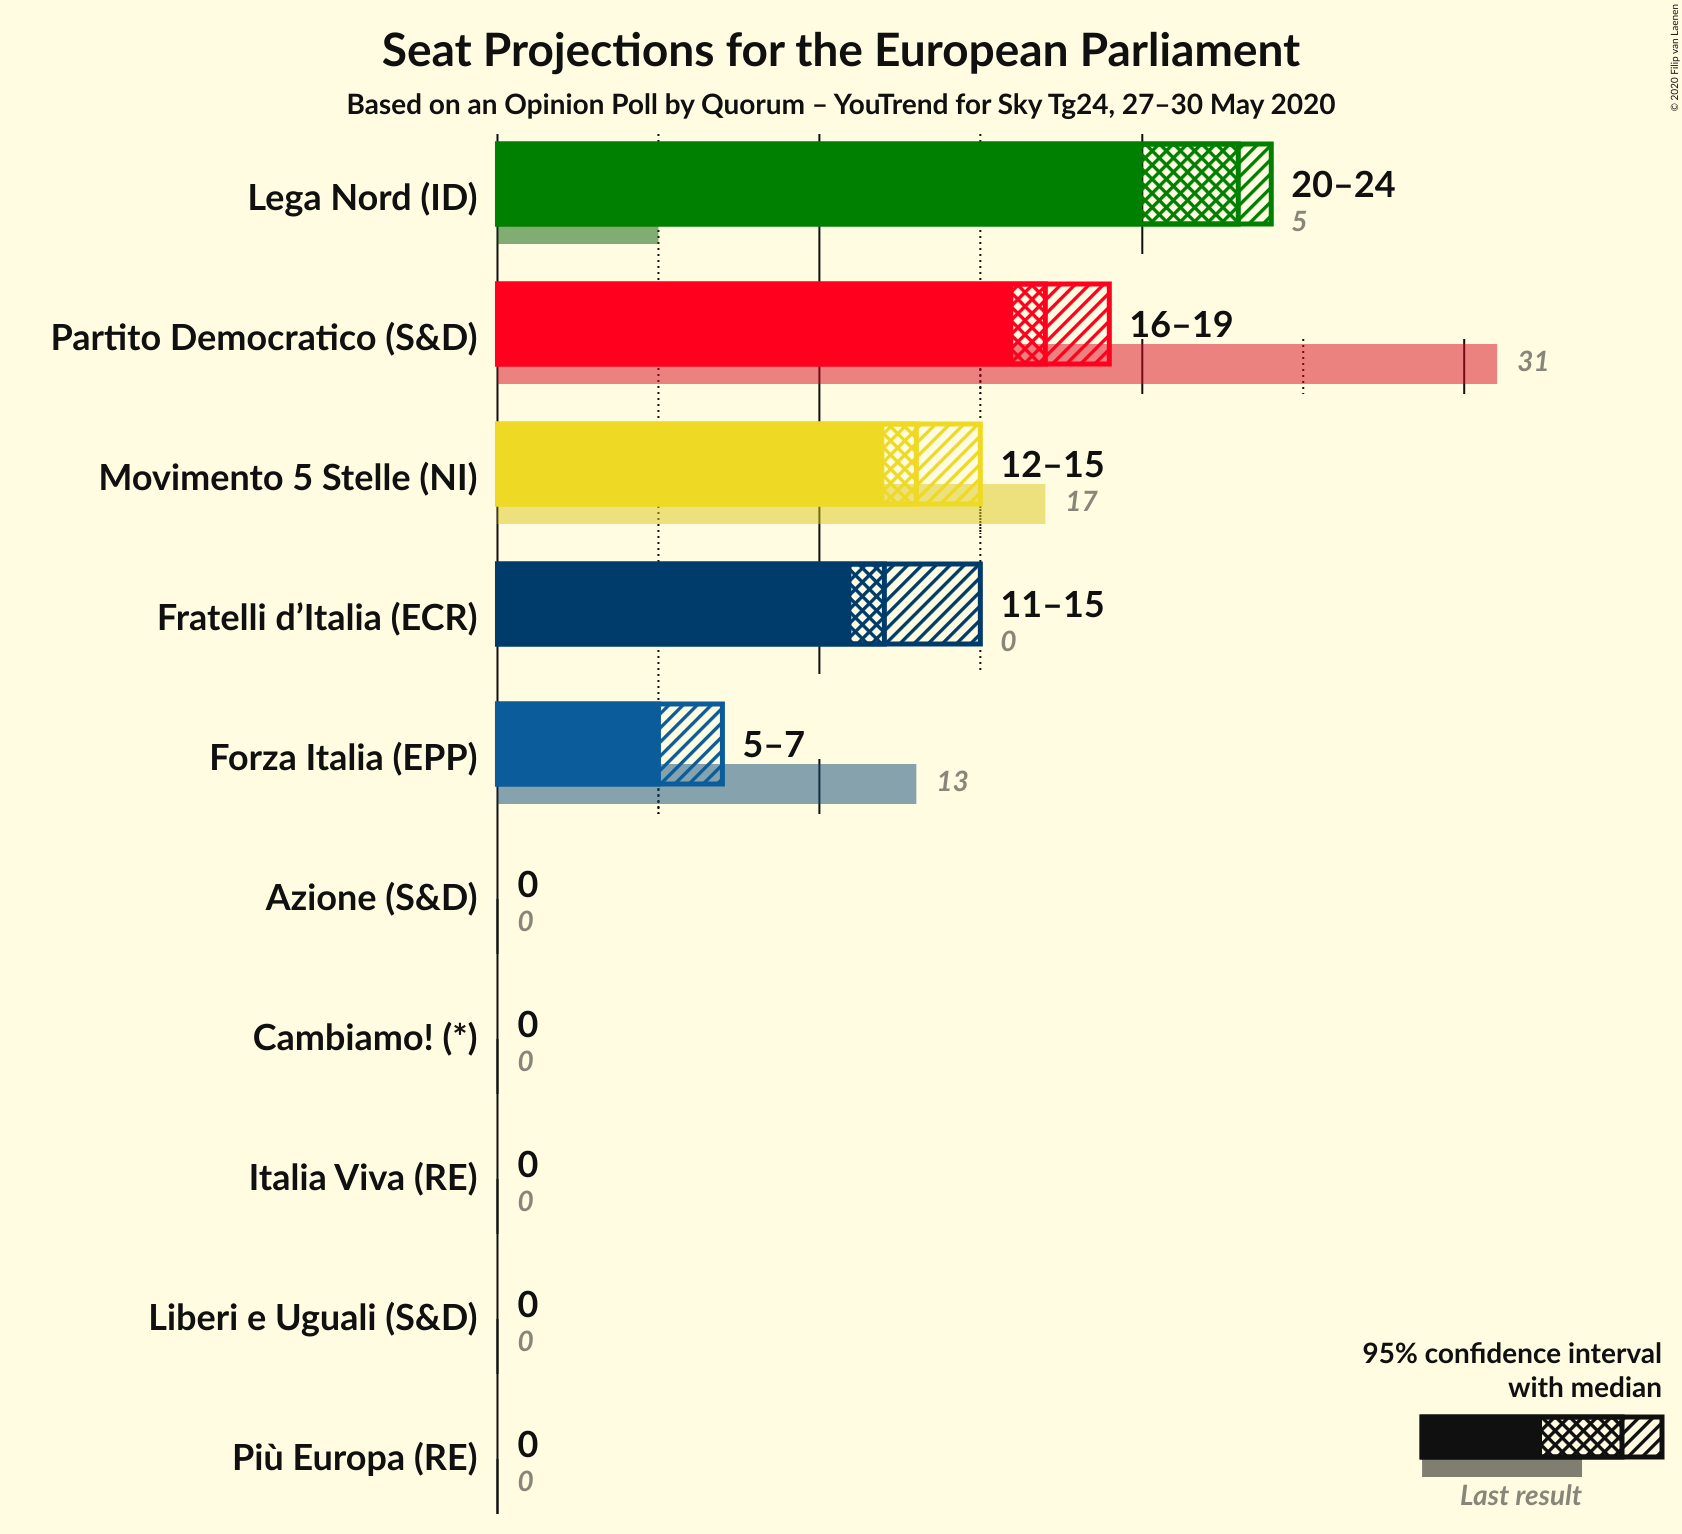 Seat Projections for the European Parliament
Based on an Opinion Poll by Quorum – YouTrend for Sky Tg24, 27–30 May 2020
© 2020 Filip van Laenen
Lega Nord (ID)
20–24
5
Partito Democratico (S&D)
16–19
31
Movimento 5 Stelle (NI)
12–15
17
Fratelli d’Italia (ECR)
11–15
0
Forza Italia (EPP)
5–7
13
Azione (S&D)
0
0
Cambiamo! (*)
0
0
Italia Viva (RE)
0
0
Liberi e Uguali (S&D)
0
0
Più Europa (RE)
0
0
95% confidence interval
with median
Last result